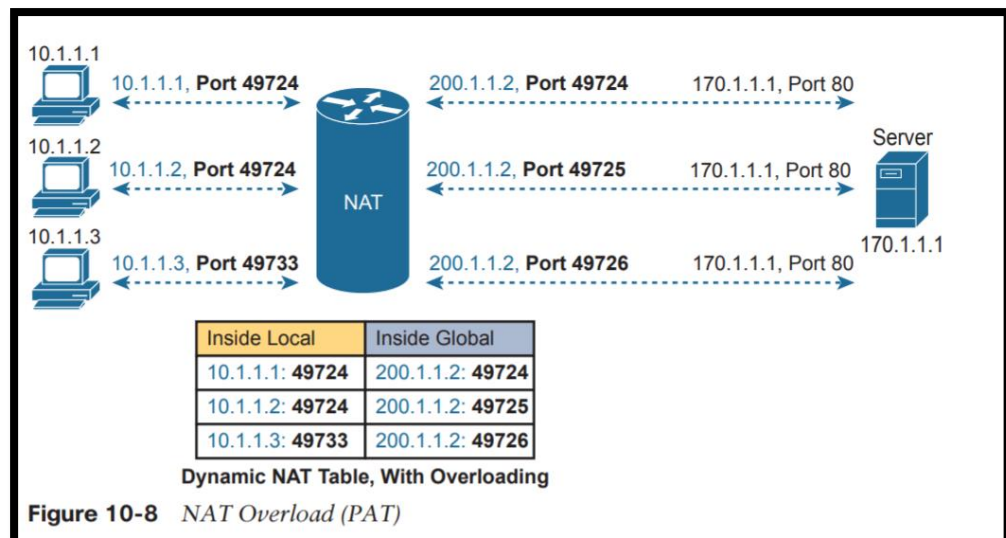 10.1.1.1
10.1.1.1, Port 49724
200.1.1.2, Port 49724
170.1.1.1, Port 80
Server
10.1.1.2
10.1.1.2, Port 49724
NAT
200.1.1.2, Port 49725
170.1.1.1, Port 80
170.1.1.1
10.1.1.3
10.1.1.3, Port 49733
200.1.1.2, Port 49726
170.1.1.1, Port 80
Inside Local Inside Global
10.1.1.1: 49724 200.1.1.2: 49724
10.1.1.2: 49724 200.1.1.2: 49725
10.1.1.3: 49733 200.1.1.2: 49726
Dynamic NAT Table, With Overloading
Figure 10-8 NAT Overload (PAT)